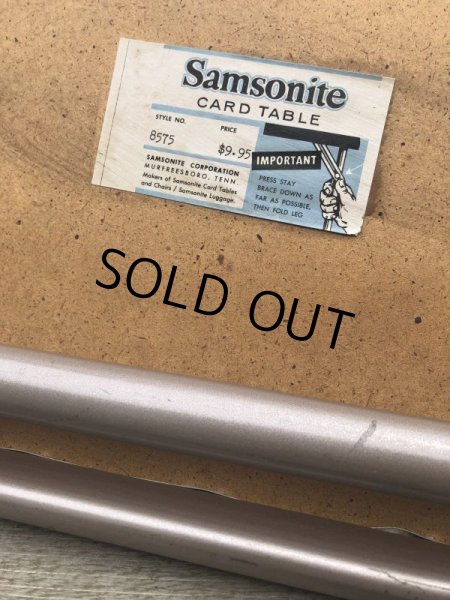 Samsonite
CARD TABLE
STYLE NO. PRICE
8575 $9.95
SAMSONITE CORPORATION
MURFREESBORO, TENN.
Makers of Samsonite Card Tables
and Chairs / Samsonite Luggage.
IMPORTANT
PRESS STAY
BRACE DOWN AS
FAR AS POSSIBLE,
THEN FOLD LEG
SOLD OUT